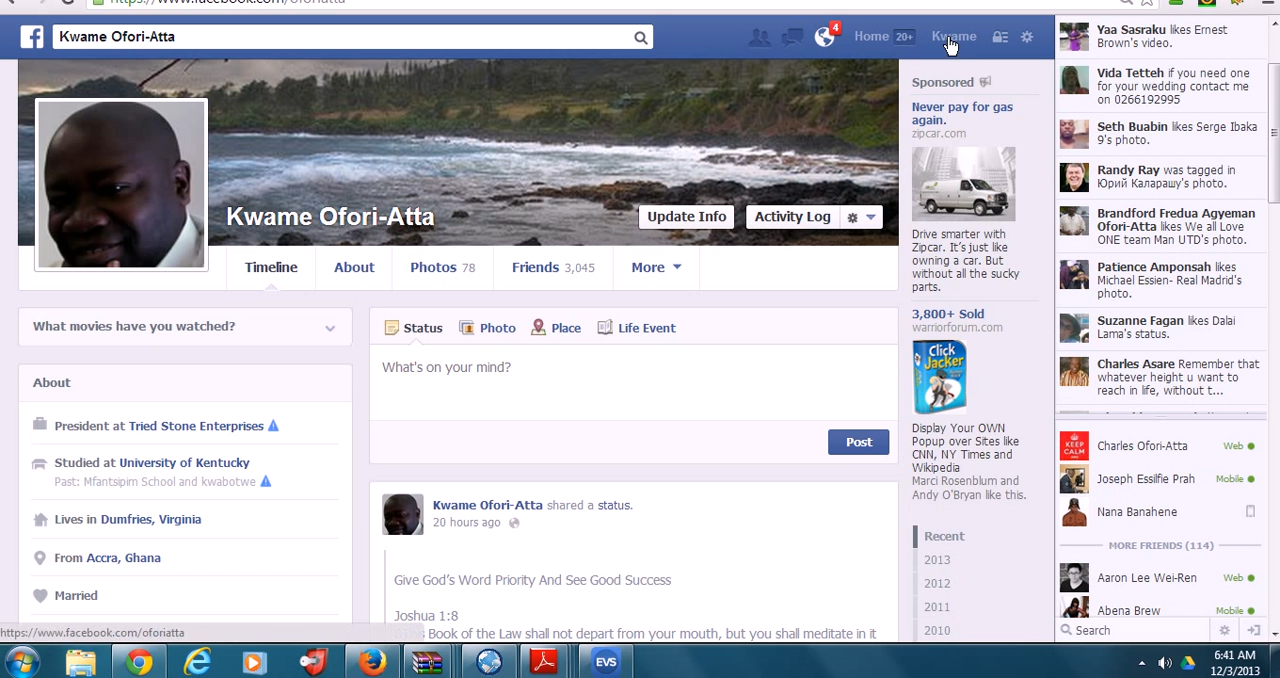 https://www.facebook.com/oforiatta
Kwame Ofori-Atta
4
Home 20+
Kwame
Kwame Ofori-Atta
Update Info
Activity Log
Timeline
About
Photos 78
Friends 3,045
More
What movies have you watched?
About
President at Tried Stone Enterprises
Studied at University of Kentucky
Past: Mfantsipim School and kwabotwe
Lives in Dumfries, Virginia
From Accra, Ghana
Married
https://www.facebook.com/oforiatta
Status
Photo
Place
Life Event
What's on your mind?
Post
Kwame Ofori-Atta shared a status.
20 hours ago
Give God's Word Priority And See Good Success
Joshua 1:8
Book of the Law shall not depart from your mouth, but you shall meditate in it
Sponsored
Never pay for gas
again.
zipcar.com
Drive smarter with
Zipcar. It's just like
owning a car. But
without all the sucky
parts.
3,800+ Sold
warriorforum.com
Click
Jacker
Display Your OWN
Popup over Sites like
CNN, NY Times and
Wikipedia
Marci Rosenblum and
Andy O'Bryan like this.
Recent
2013
2012
2011
2010
Yaa Sasraku likes Ernest
Brown's video.
Vida Tetteh if you need one
for your wedding contact me
on 0266192995
Seth Buabin likes Serge Ibaka
9's photo.
Randy Ray was tagged in
Юрий Каларашу's photo.
Brandford Fredua Agyeman
Ofori-Atta likes We all Love
ONE team Man UTD's photo.
Patience Amponsah likes
Michael Essien- Real Madrid's
photo.
Suzanne Fagan likes Dalai
Lama's status.
Charles Asare Remember that
whatever height u want to
reach in life, without t...
KEEP
CALM
Charles Ofori-Atta Web
Joseph Essilfie Prah Mobile
Nana Banahene
MORE FRIENDS (114)
Aaron Lee Wei-Ren Web
Abena Brew Mobile
Search
EVS
6:41 AM
12/3/2013